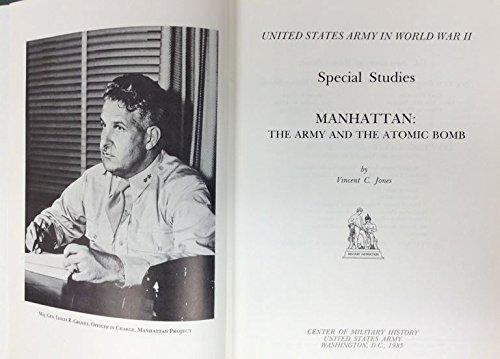 MAJ. GEN. LESLIE R. GROVES, OFFICER IN CHARGE, MANHATTAN PROJECT
UNITED STATES ARMY IN WORLD WAR II
Special Studies
MANHATTAN:
THE ARMY AND THE ATOMIC BOMB
by
Vincent C. Jones
MILITARY INSTRUCTION
CENTER OF MILITARY HISTORY
UNITED STATES ARMY
WASHINGTON, D.C., 1985